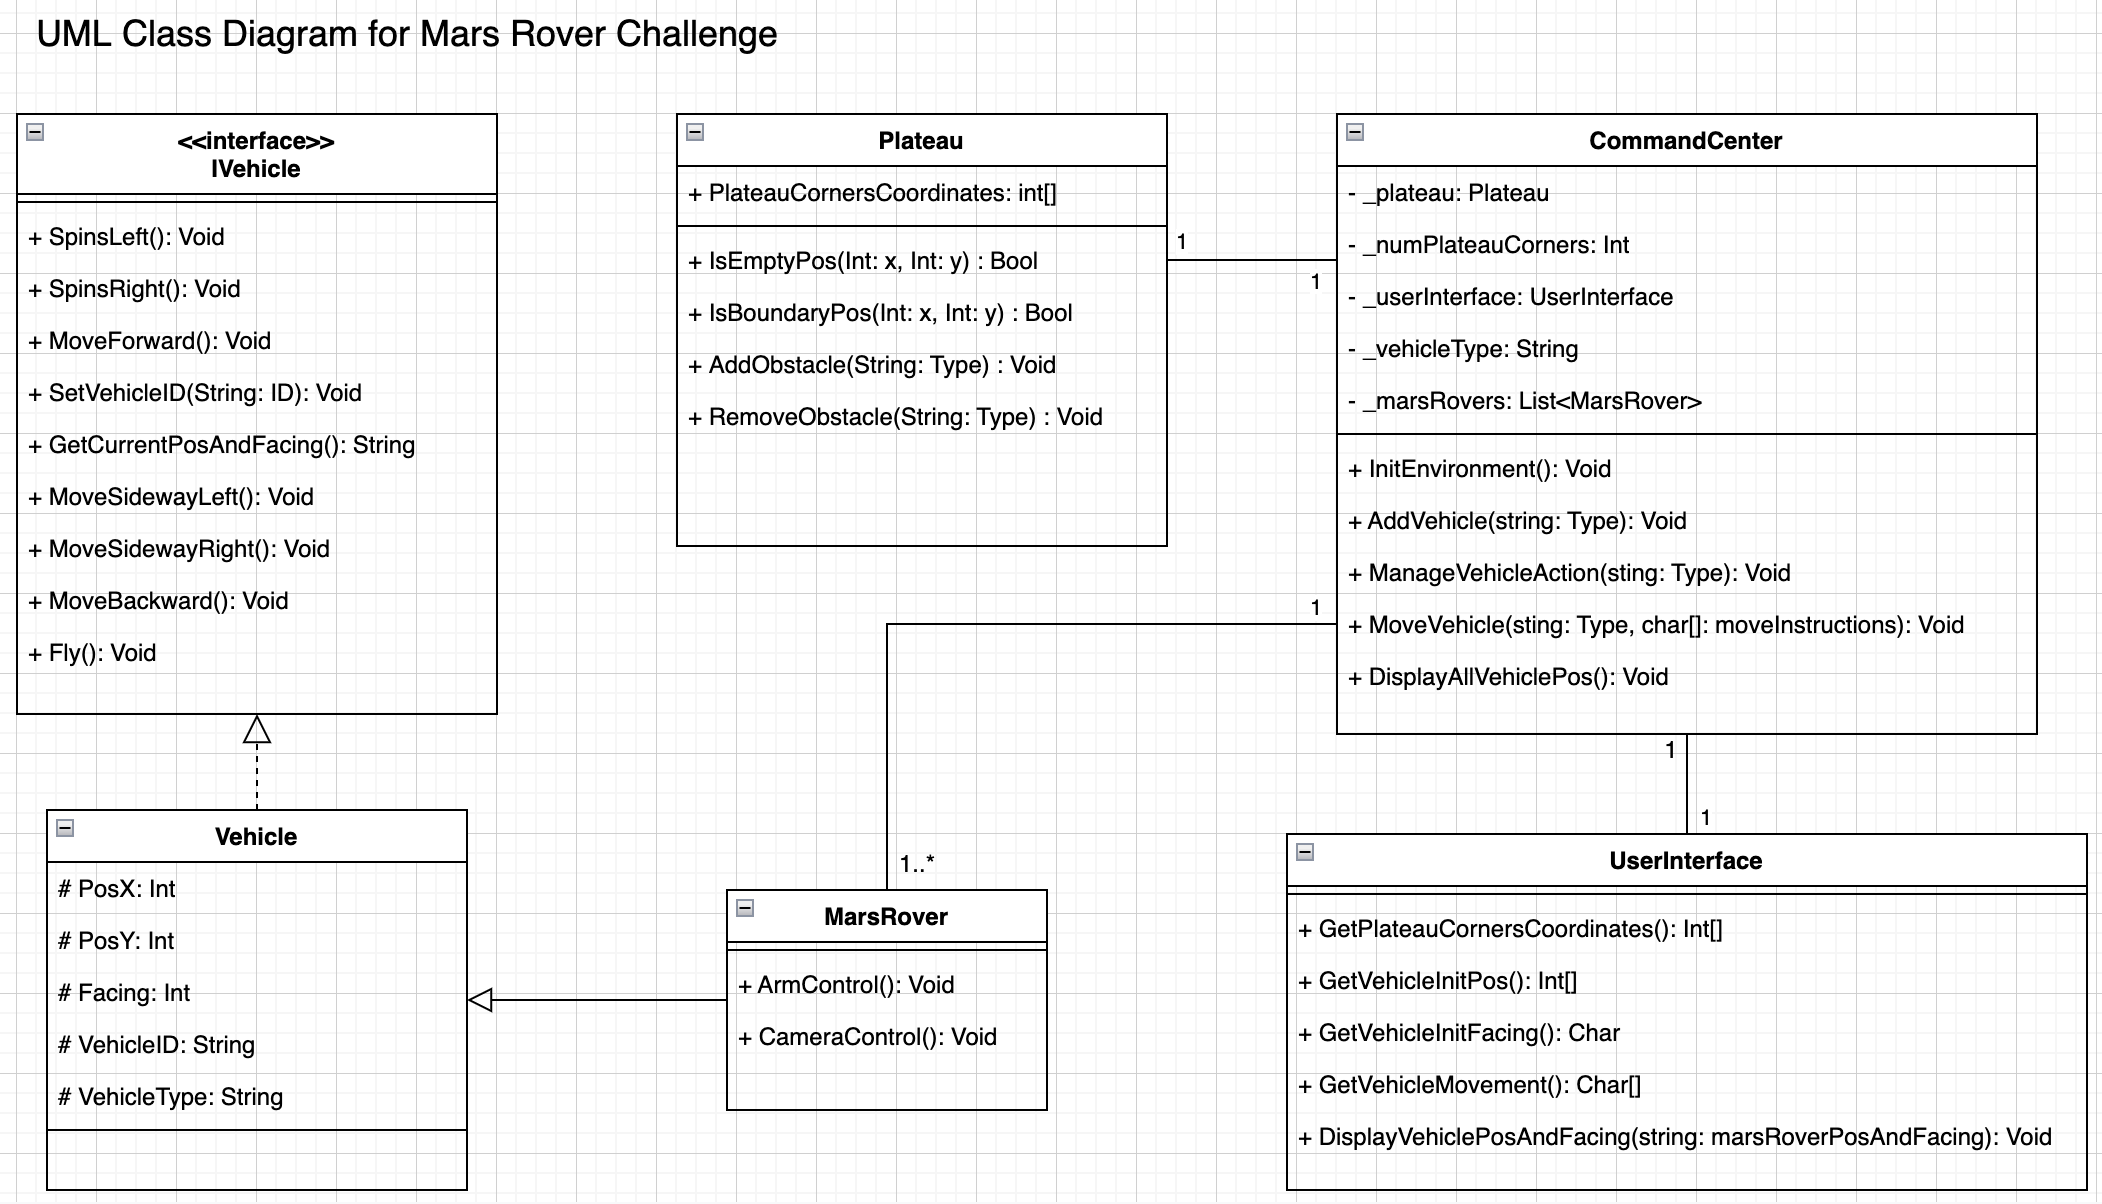 UML Class Diagram for Mars Rover Challenge
<<interface>>
IVehicle
+ SpinsLeft(): Void
+ SpinsRight(): Void
+ MoveForward(): Void
+ SetVehicleID(String: ID): Void
+ GetCurrentPosAndFacing(): String
+ MoveSidewayLeft(): Void
+ MoveSidewayRight(): Void
+ MoveBackward(): Void
+ Fly(): Void
Plateau
+ PlateauCornersCoordinates: int[]
+ IsEmptyPos(Int: x, Int: y) : Bool
+ IsBoundaryPos(Int: x, Int: y) : Bool
+ AddObstacle(String: Type) : Void
+ RemoveObstacle(String: Type) : Void
1
1
CommandCenter
- _plateau: Plateau
- _numPlateauCorners: Int
- _userInterface: UserInterface
- _vehicleType: String
- _marsRovers: List<MarsRover>
+ InitEnvironment(): Void
+ AddVehicle(string: Type): Void
+ ManageVehicleAction(sting: Type): Void
+ MoveVehicle(sting: Type, char[]: moveInstructions): Void
+ DisplayAllVehiclePos(): Void
1
1..*
1
1
Vehicle
# PosX: Int
# PosY: Int
# Facing: Int
# VehicleID: String
# VehicleType: String
MarsRover
+ ArmControl(): Void
+ CameraControl(): Void
UserInterface
+ GetPlateauCornersCoordinates(): Int[]
+ GetVehicleInitPos(): Int[]
+ GetVehicleInitFacing(): Char
+ GetVehicleMovement(): Char[]
+ DisplayVehiclePosAndFacing(string: marsRoverPosAndFacing): Void